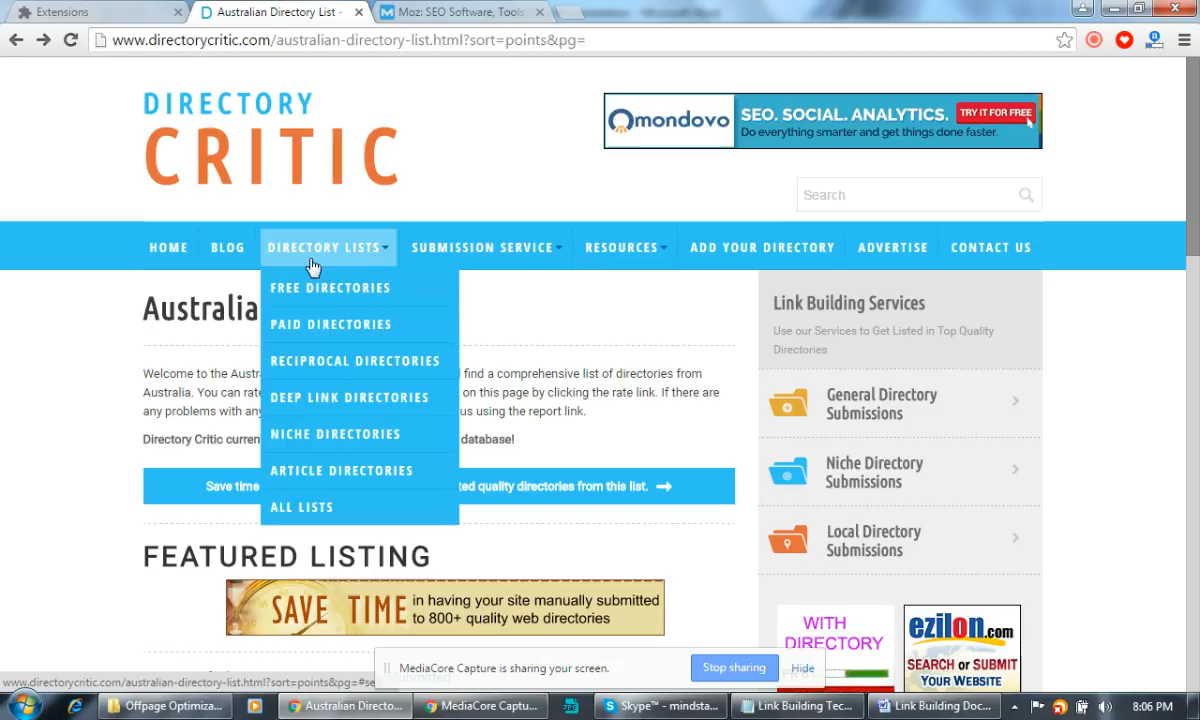 Extensions
Australian Directory List -
Moz: SEO Software, Tools
www.directorycritic.com/australian-directory-list.html?sort=points&pg=
DIRECTORY
CRITIC
mondovo
SEO. SOCIAL. ANALYTICS.
TRY IT FOR FREE
Do everything smarter and get things done faster.
Search
HOME
BLOG
DIRECTORY LISTS
SUBMISSION SERVICE
RESOURCES
ADD YOUR DIRECTORY
ADVERTISE
CONTACT US
FREE DIRECTORIES
PAID DIRECTORIES
RECIPROCAL DIRECTORIES
DEEP LINK DIRECTORIES
NICHE DIRECTORIES
ARTICLE DIRECTORIES
ALL LISTS
Australia
Welcome to the Austr find a comprehensive list of directories from
Australia. You can rat on this page by clicking the rate link. If there are
any problems with any us using the report link.
Directory Critic curren database!
Save time ted quality directories from this list.
FEATURED LISTING
SAVE TIME
in having your site manually submitted
to 800+ quality web directories
Link Building Services
Use our Services to Get Listed in Top Quality
Directories
General Directory
Submissions
Niche Directory
Submissions
Local Directory
Submissions
WITH
DIRECTORY
ezilon.com
SEARCH or SUBMIT
YOUR WEBSITE
MediaCore Capture is sharing your screen.
Stop sharing
Hide
www.directorycritic.com/australian-directory-list.html?sort=points&pg=#se
Offpage Optimiza...
Australian Directo...
MediaCore Captu...
Skype™ - mindsta...
Link Building Tec...
Link Building Doc...
8:06 PM